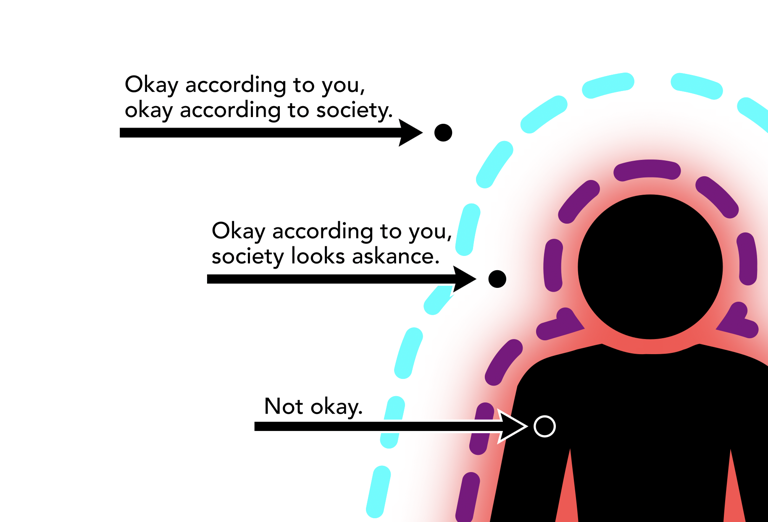 Okay according to you,
okay according to society.
Okay according to you,
society looks askance.
Not okay.